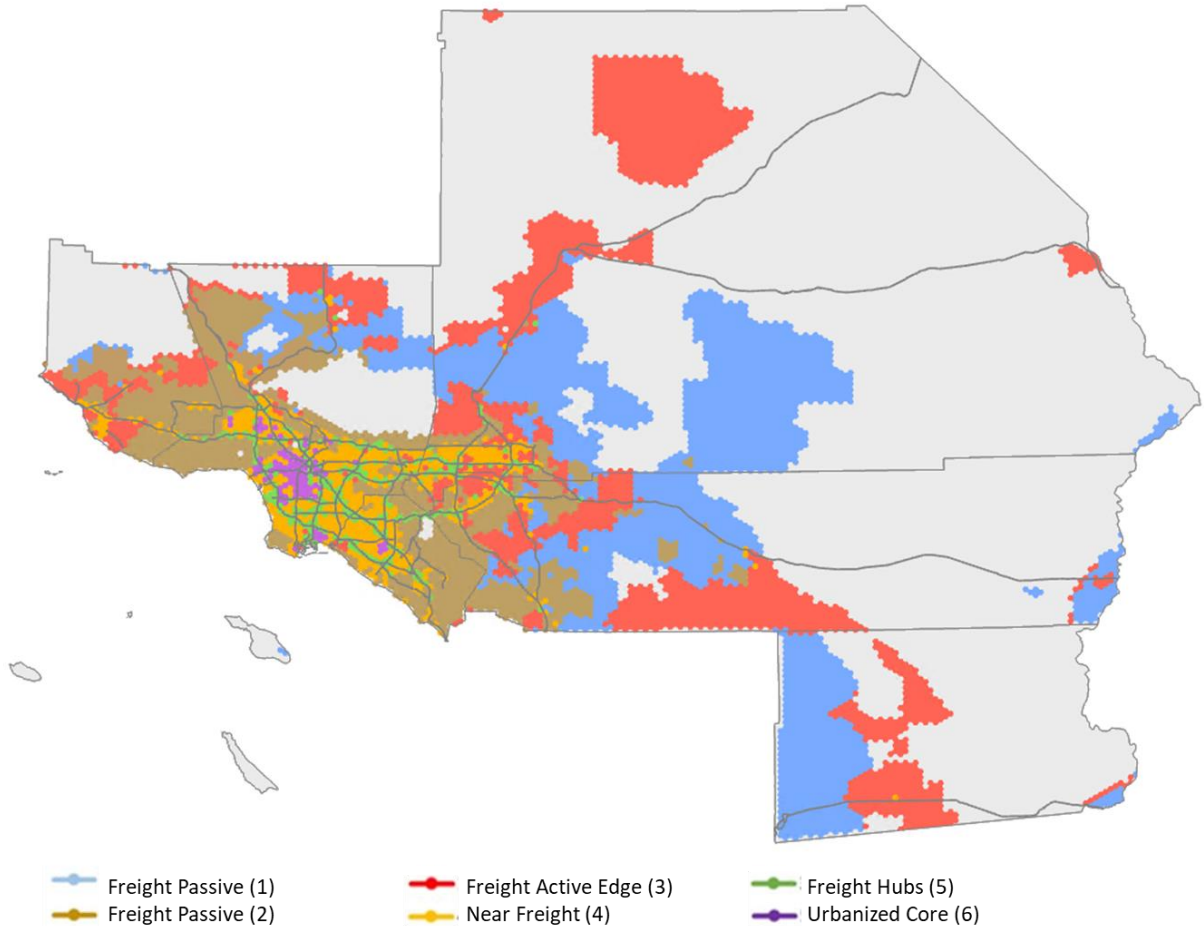 Freight Passive (1) Freight Active Edge (3) Freight Hubs (5)
Freight Passive (2) Near Freight (4) Urbanized Core (6)